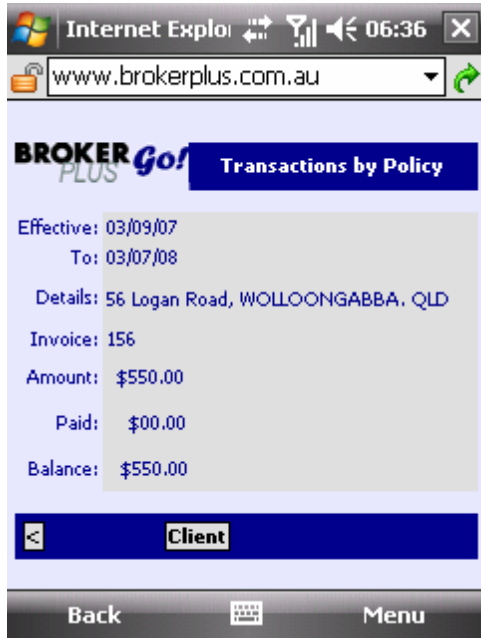 Internet Explo 06:36 X
www.brokerplus.com.au
BROKER PLUS Go! Transactions by Policy
Effective: 03/09/07
To: 03/07/08
Details: 56 Logan Road, WOLLOONGABBA. QLD
Invoice: 156
Amount: $550.00
Paid: $00.00
Balance: $550.00
< Client
Back Menu